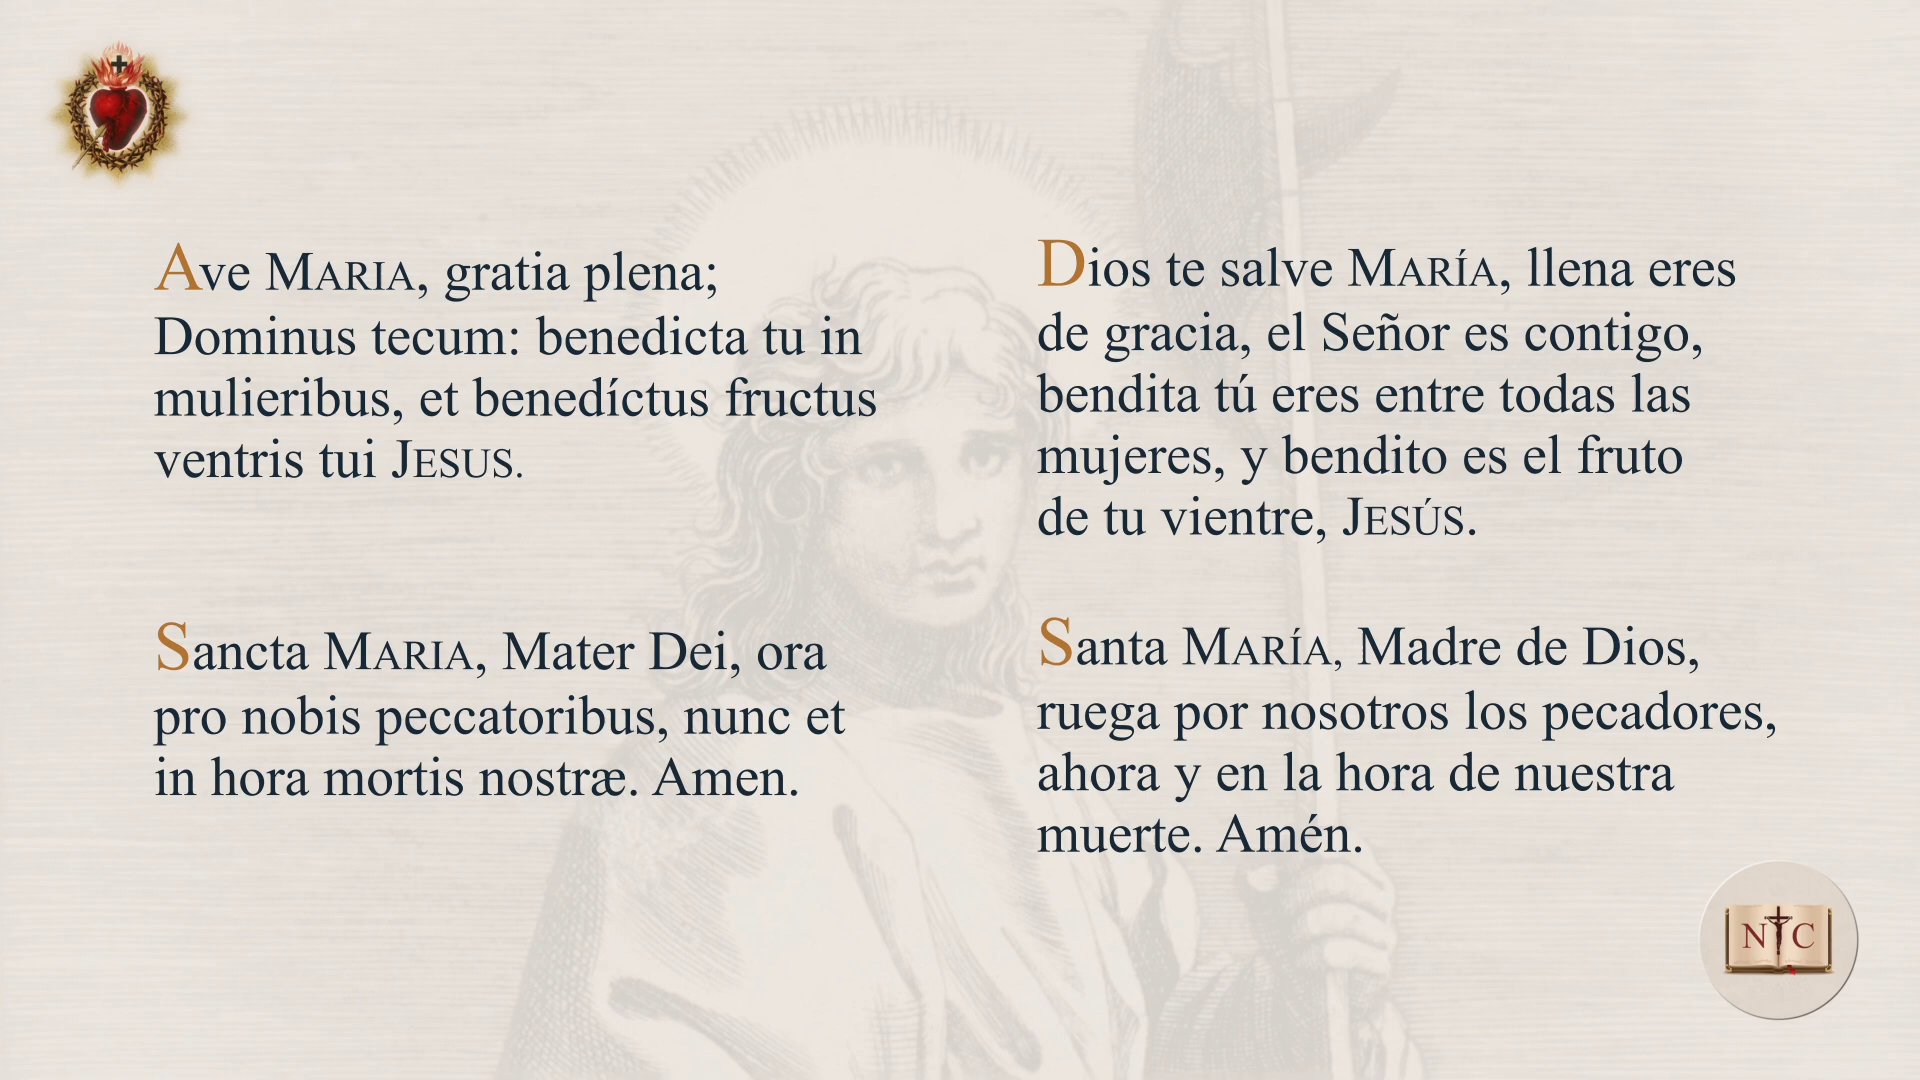 Ave MARIA, gratia plena;
Dominus tecum: benedicta tu in
mulieribus, et benedíctus fructus
ventris tui JESUS.
Sancta MARIA, Mater Dei, ora
pro nobis peccatoribus, nunc et
in hora mortis nostræ. Amen.
Dios te salve MARÍA, llena eres
de gracia, el Señor es contigo,
bendita tú eres entre todas las
mujeres, y bendito es el fruto
de tu vientre, JESÚS.
Santa MARÍA, Madre de Dios,
ruega por nosotros los pecadores,
ahora y en la hora de nuestra
muerte. Amén.
N C